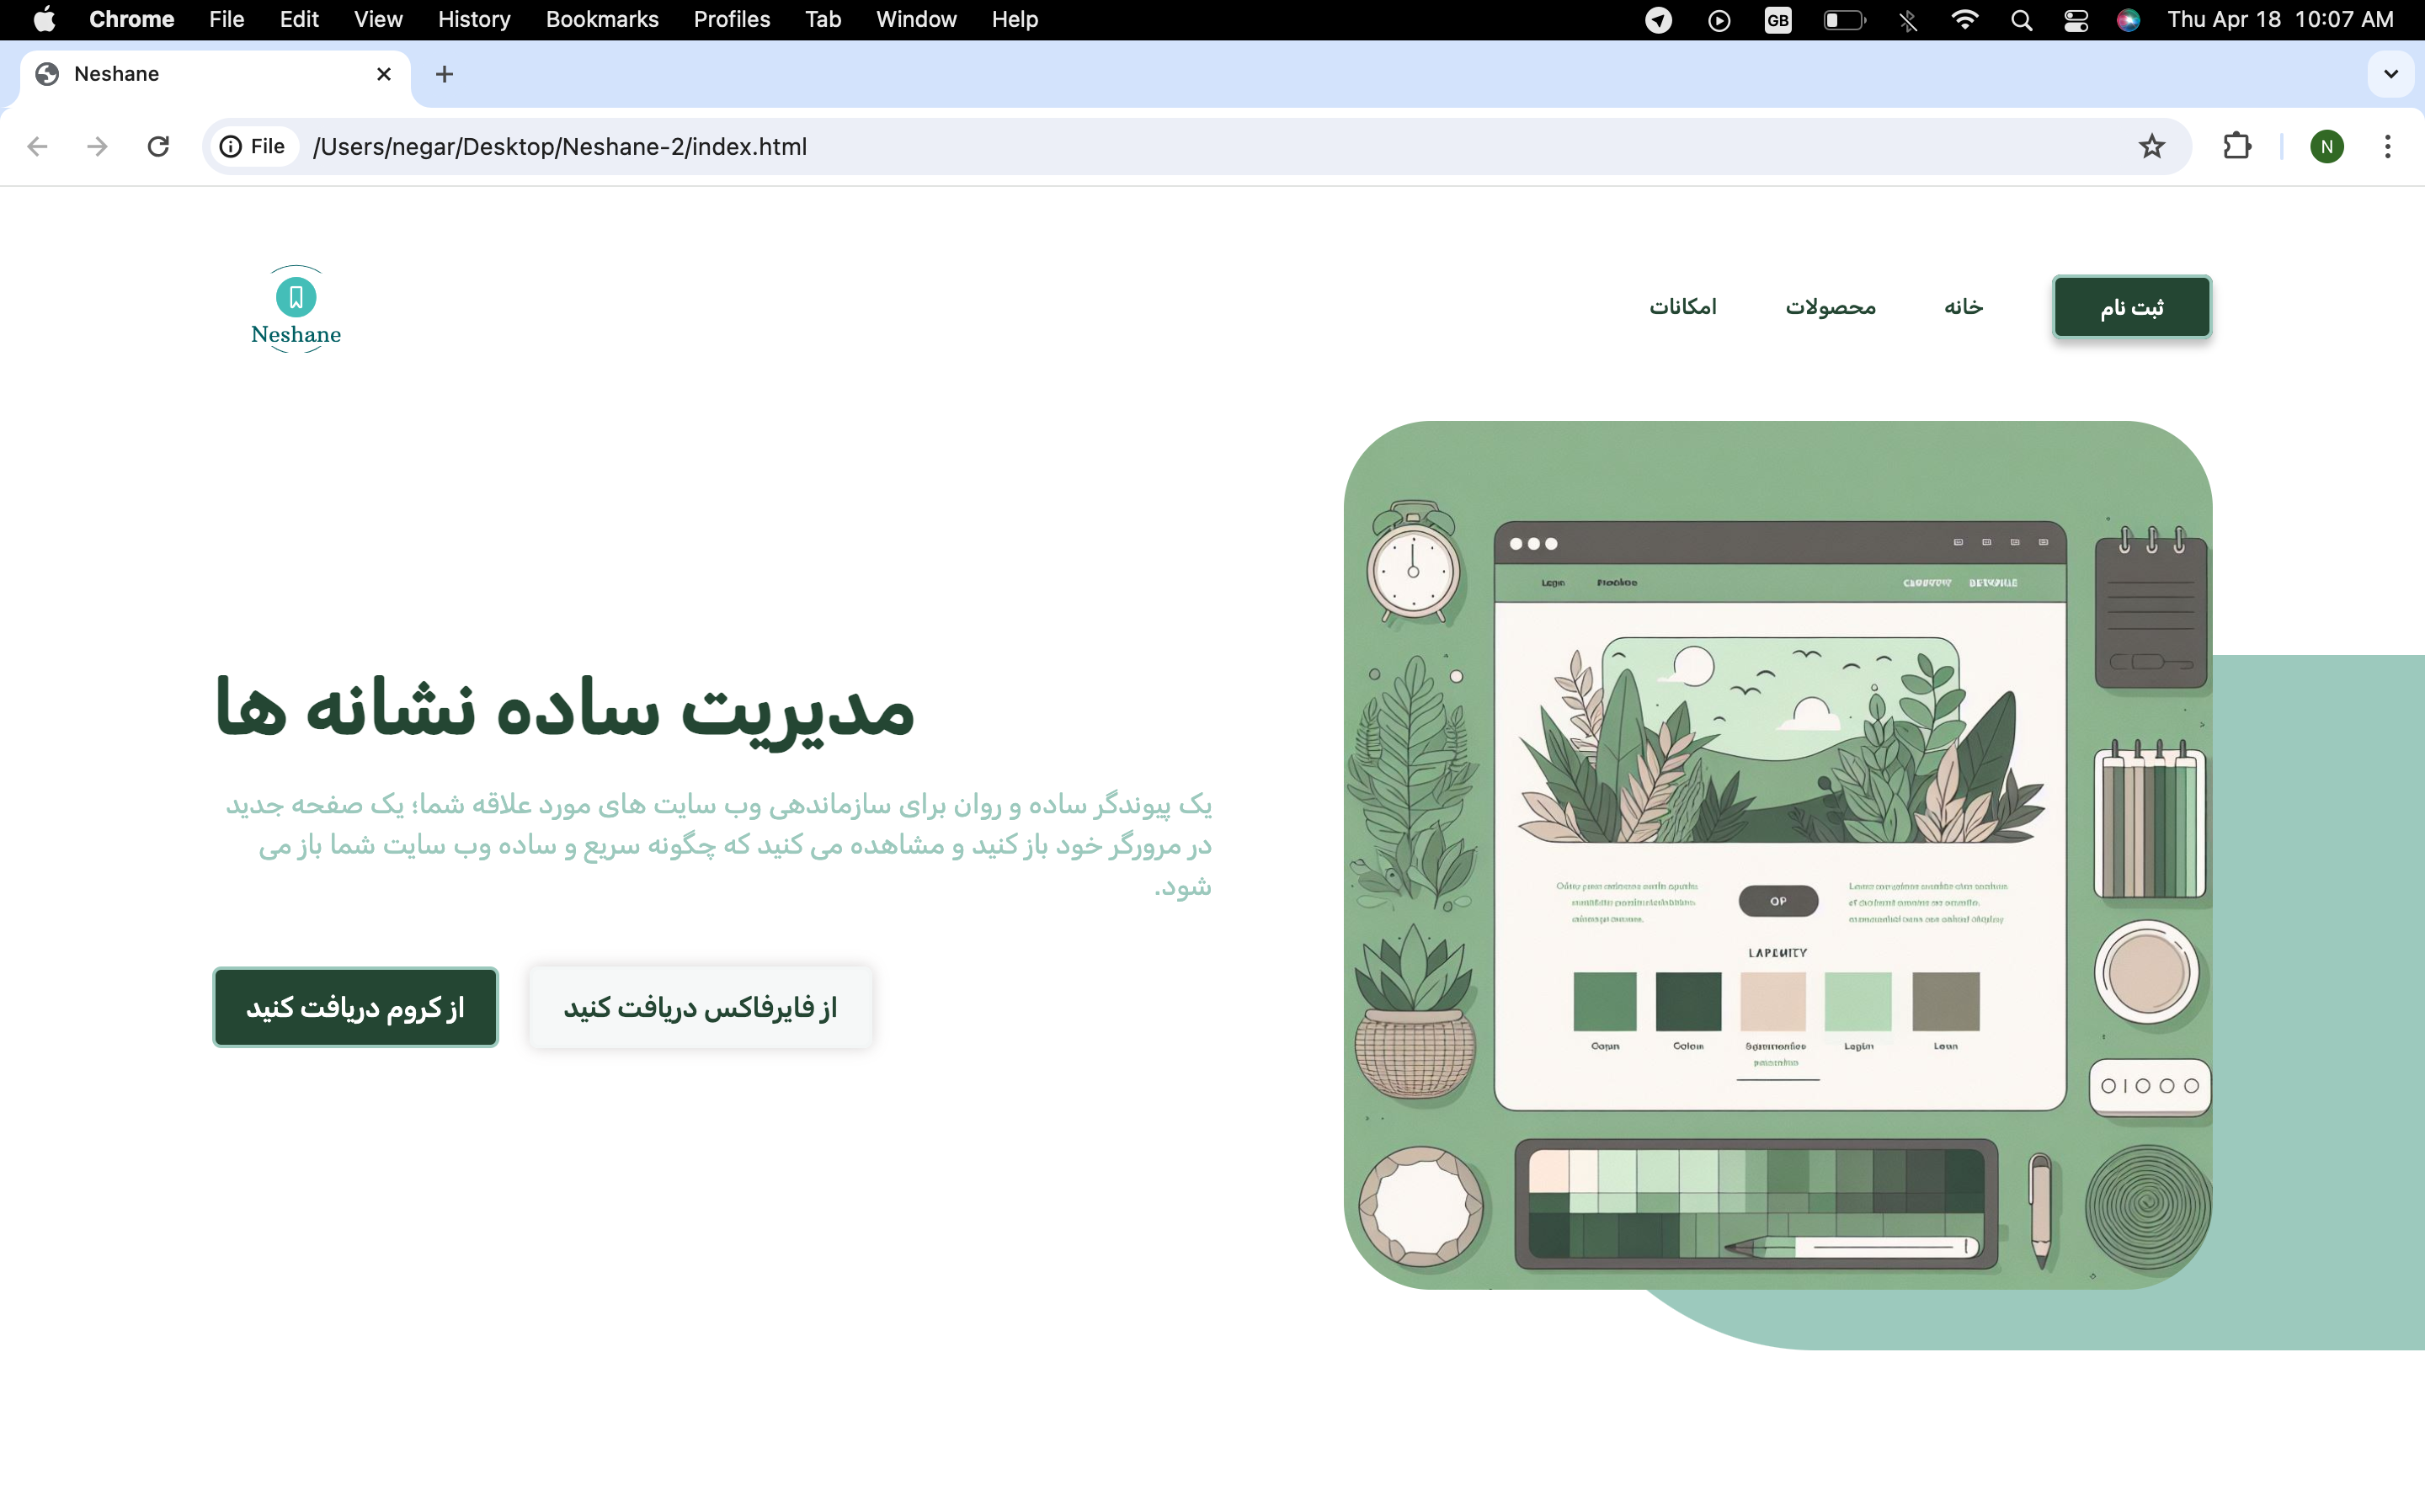 Chrome File Edit View History Bookmarks Profiles Tab Window Help
GB
Thu Apr 18 10:07 AM
Neshane
File /Users/negar/Desktop/Neshane-2/index.html
N
Neshane
ثبت نام
خانه
محصولات
امکانات
مدیریت ساده نشانه ها
یک پیوندگر ساده و روان برای سازماندهی وب سایت های مورد علاقه شما؛ یک صفحه جدید
در مرورگر خود باز کنید و مشاهده می کنید که چگونه سریع و ساده وب سایت شما باز می
شود.
از کروم دریافت کنید
از فایرفاکس دریافت کنید
OP